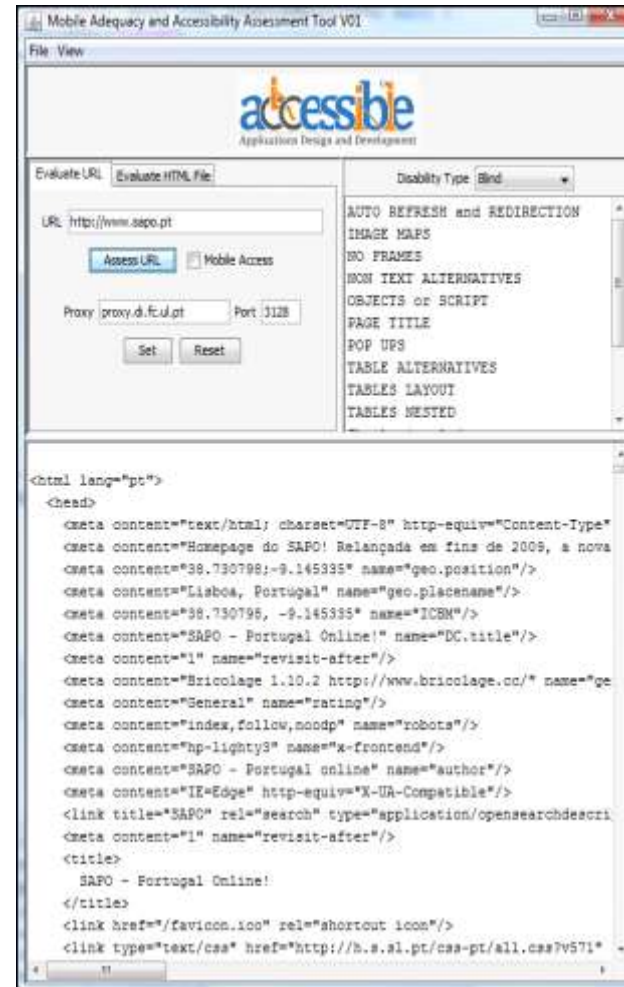 Mobile Adequacy and Accessibility Assessment Tool V01
File View
accessible
Applications Design and Development
Evaluate URL Evaluate HTML File
URL http://www.sapo.pt
Assess URL Mobile Access
Proxy proxy.di.fc.ul.pt Port 3128
Set Reset
Disability Type Blind
AUTO REFRESH and REDIRECTION
IMAGE MAPS
NO FRAMES
NON TEXT ALTERNATIVES
OBJECTS or SCRIPT
PAGE TITLE
POP UPS
TABLE ALTERNATIVES
TABLES LAYOUT
TABLES NESTED
<html lang="pt">
<head>
<meta content="text/html; charset=UTF-8" http-equiv="Content-Type"
<meta content="Homepage do SAPO! Relançada em fins de 2009, a nova
<meta content="38.730798;-9.145335" name="geo.position"/>
<meta content="Lisboa, Portugal" name="geo.placename"/>
<meta content="38.730795, -9.145335" name="ICBM"/>
<meta content="SAPO - Portugal Online!" name="DC.title"/>
<meta content="1" name="revisit-after"/>
<meta content="Bricolage 1.10.2 http://www.bricolage.cc/" name="ge
<meta content="General" name="rating"/>
<meta content="index,follow,noodp" name="robots"/>
<meta content="hp-lighty3" name="x-frontend"/>
<meta content="SAPO - Portugal online" name="author"/>
<meta content="IE=Edge" http-equiv="X-UA-Compatible"/>
<link title="SAPO" rel="search" type="application/opensearchdescri
<meta content="1" name="revisit-after"/>
<title>
SAPO - Portugal Online!
</title>
<link href="/favicon.ico" rel="shortcut icon"/>
<link type="text/css" href="http://h.s.sl.pt/css-pt/all.css?v571"